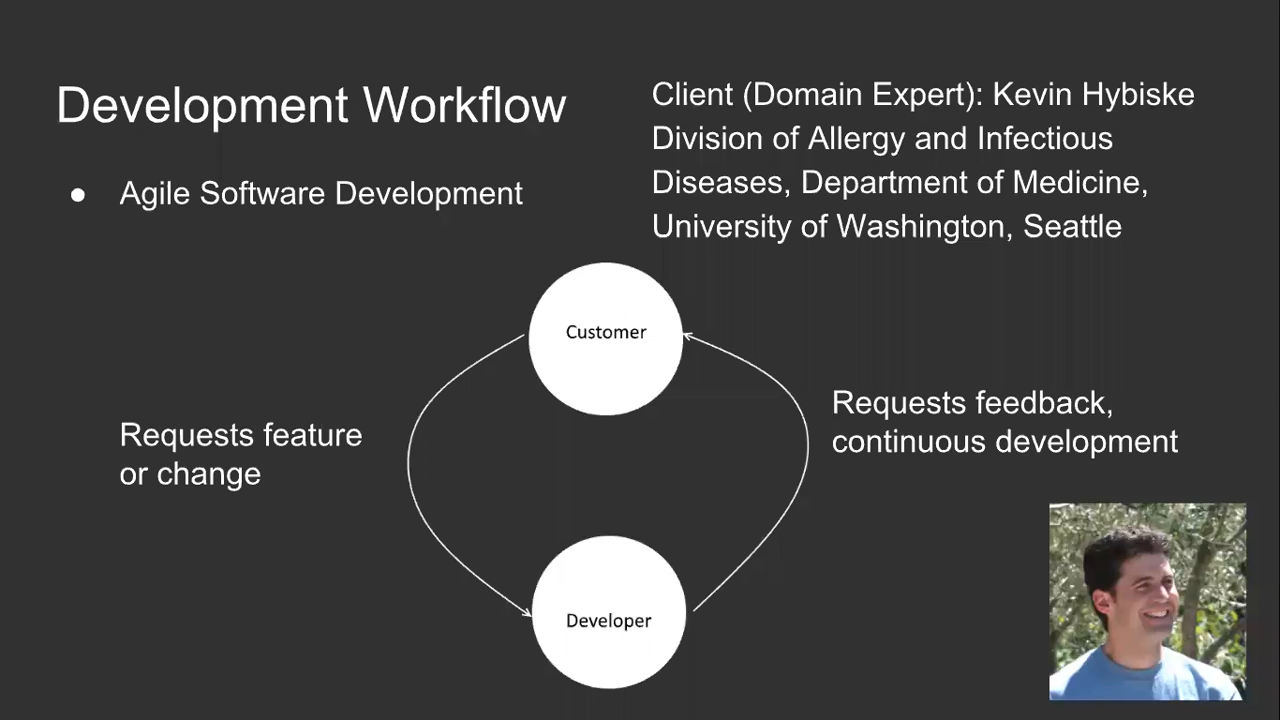 Development Workflow
● Agile Software Development
Client (Domain Expert): Kevin Hybiske
Division of Allergy and Infectious
Diseases, Department of Medicine,
University of Washington, Seattle
Customer
Requests feature
or change
Requests feedback,
continuous development
Developer